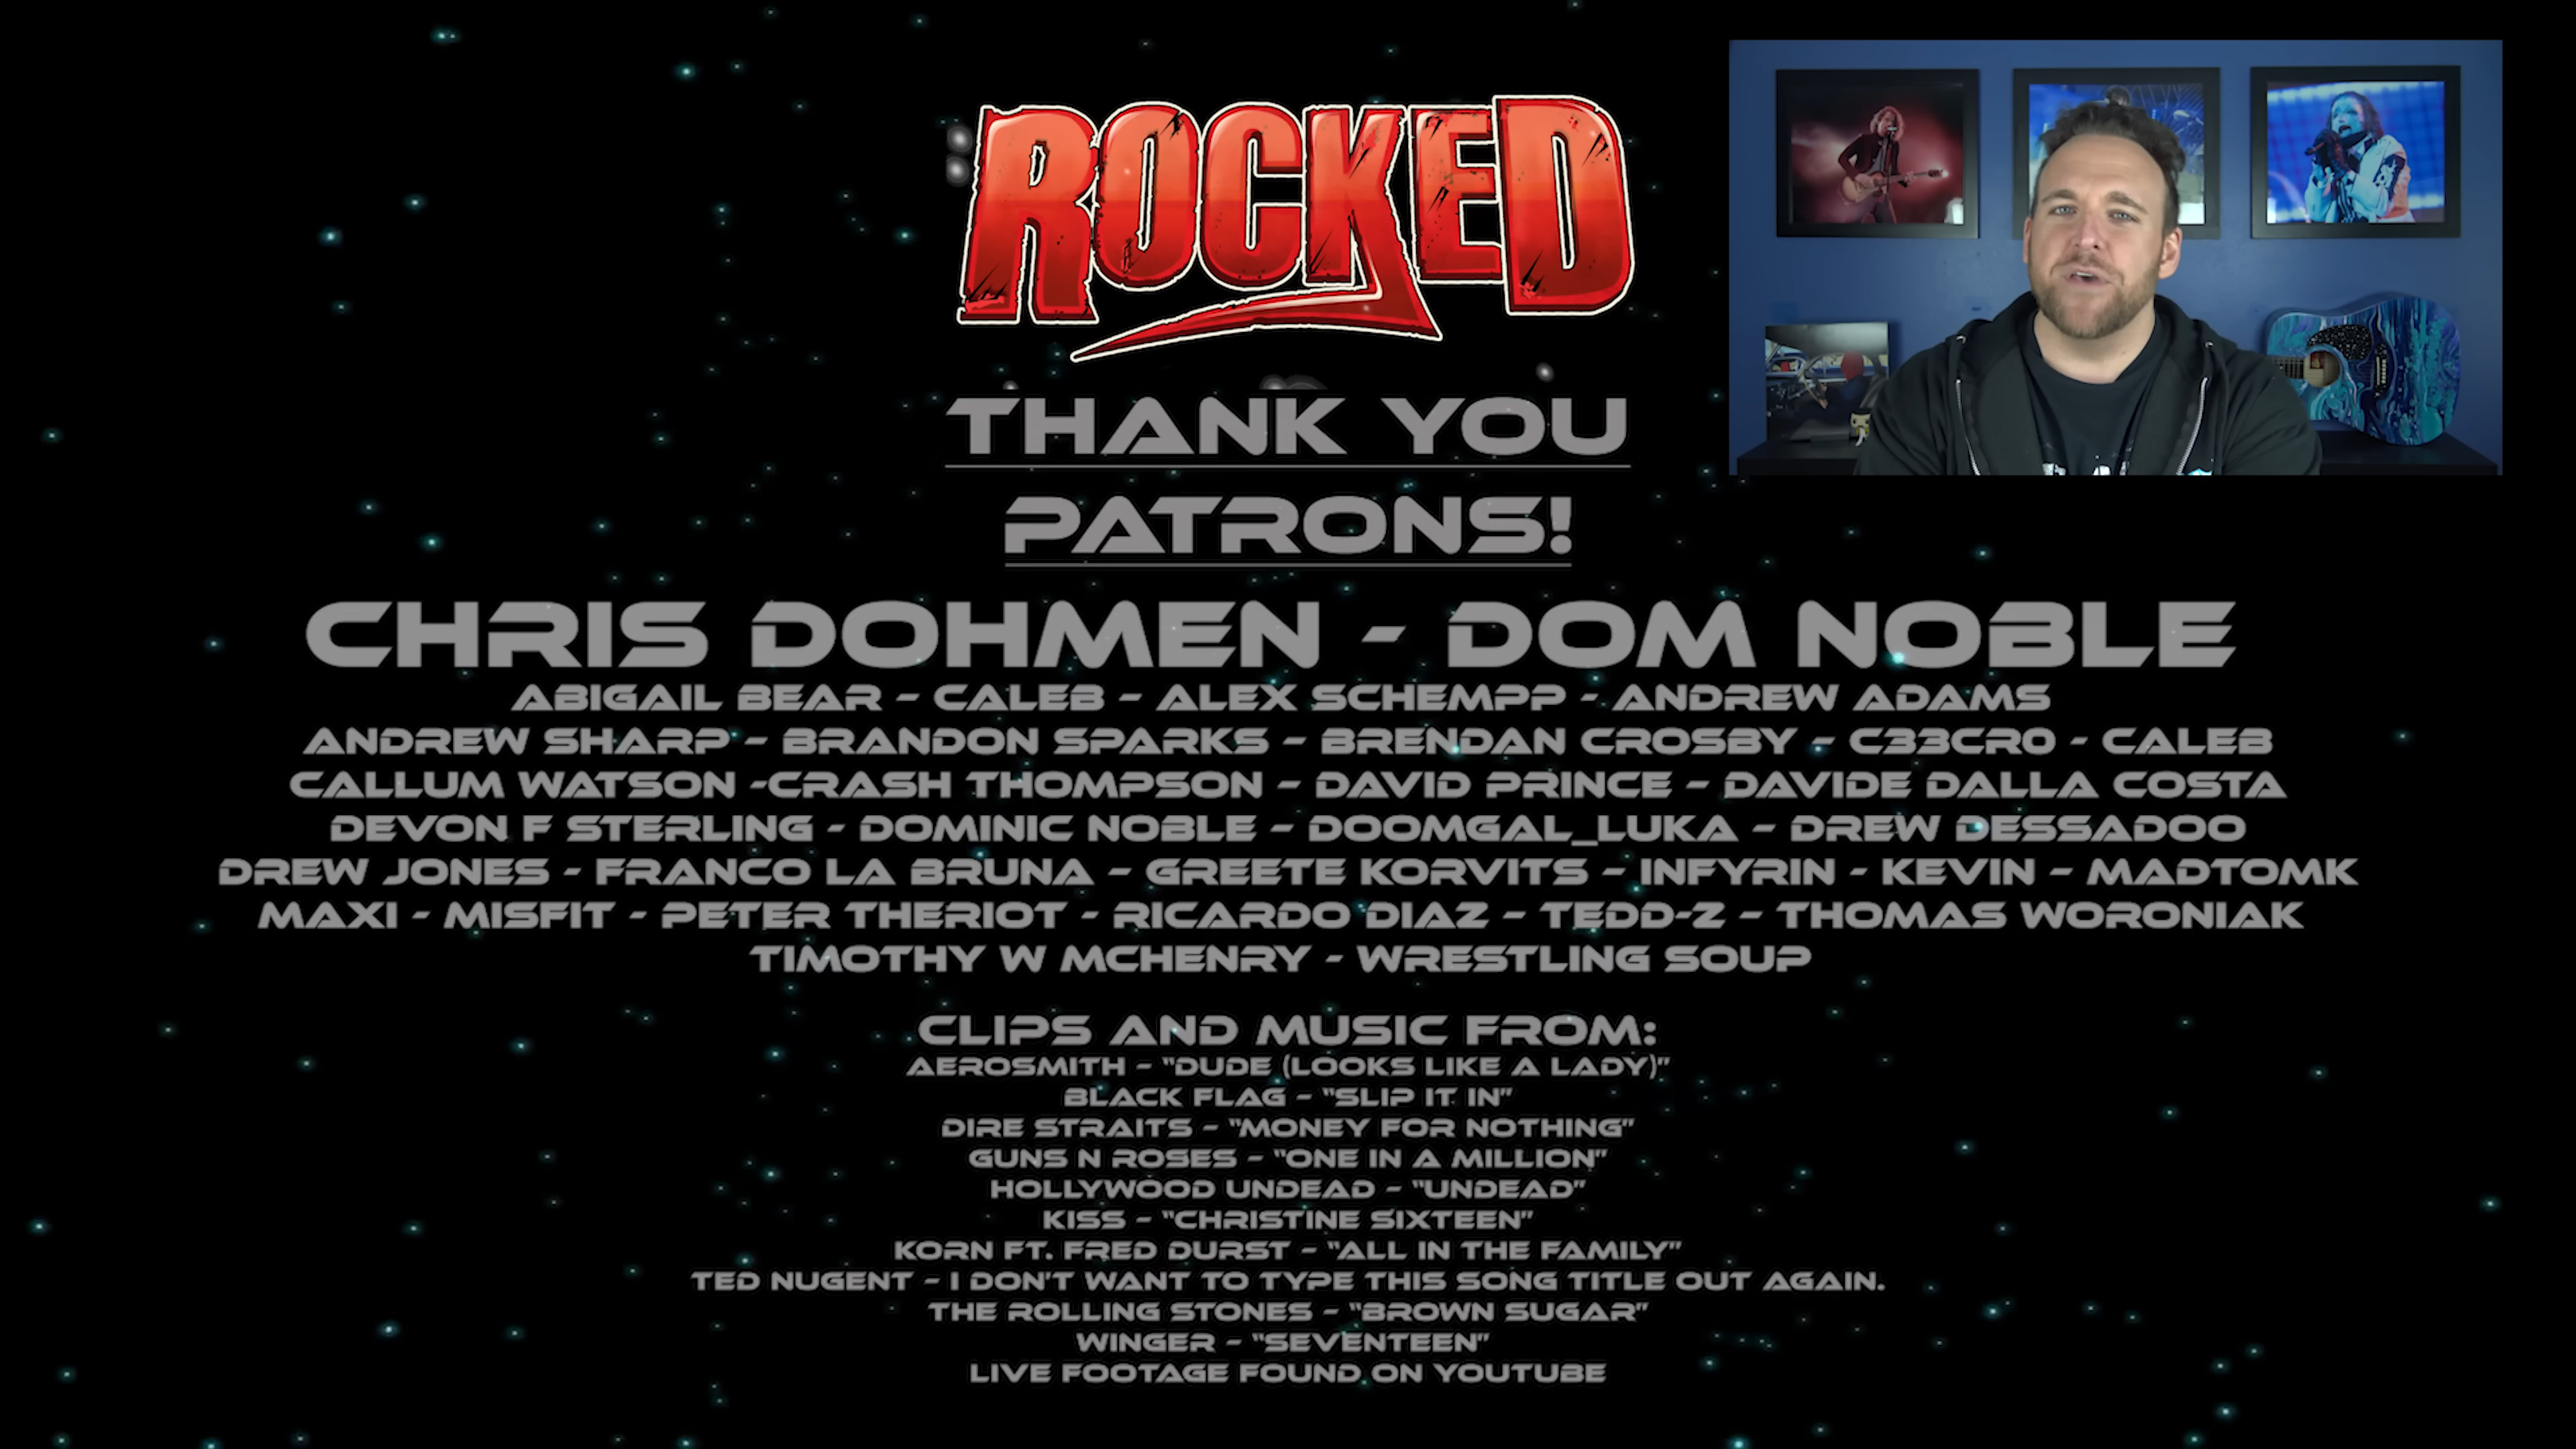 ROCKED
THANK YOU
PATRONS!
CHRIS DOHMEN - DOM NOBLE
ABIGAIL BEAR - CALEB - ALEX SCHEMPP - ANDREW ADAMS
ANDREW SHARP - BRANDON SPARKS - BRENDAN CROSBY - C33CR0 - CALEB
CALLUM WATSON -CRASH THOMPSON - DAVID PRINCE - DAVIDE DALLA COSTA
DEVON F STERLING - DOMINIC NOBLE - DOOMGAL_LUKA - DREW DESSADOO
DREW JONES - FRANCO LA BRUNA - GREETE KORVITS - INFYRIN - KEVIN - MADTOMK
MAXI - MISFIT - PETER THERIOT - RICARDO DIAZ - TEDD-Z - THOMAS WORONIAK
TIMOTHY W MCHENRY - WRESTLING SOUP
CLIPS AND MUSIC FROM:
AEROSMITH - "DUDE (LOOKS LIKE A LADY)"
BLACK FLAG - "SLIP IT IN"
DIRE STRAITS - "MONEY FOR NOTHING"
GUNS N ROSES - "ONE IN A MILLION"
HOLLYWOOD UNDEAD - "UNDEAD"
KISS - "CHRISTINE SIXTEEN"
KORN FT. FRED DURST - "ALL IN THE FAMILY"
TED NUGENT - I DON'T WANT TO TYPE THIS SONG TITLE OUT AGAIN.
THE ROLLING STONES - "BROWN SUGAR"
WINGER - "SEVENTEEN"
LIVE FOOTAGE FOUND ON YOUTUBE